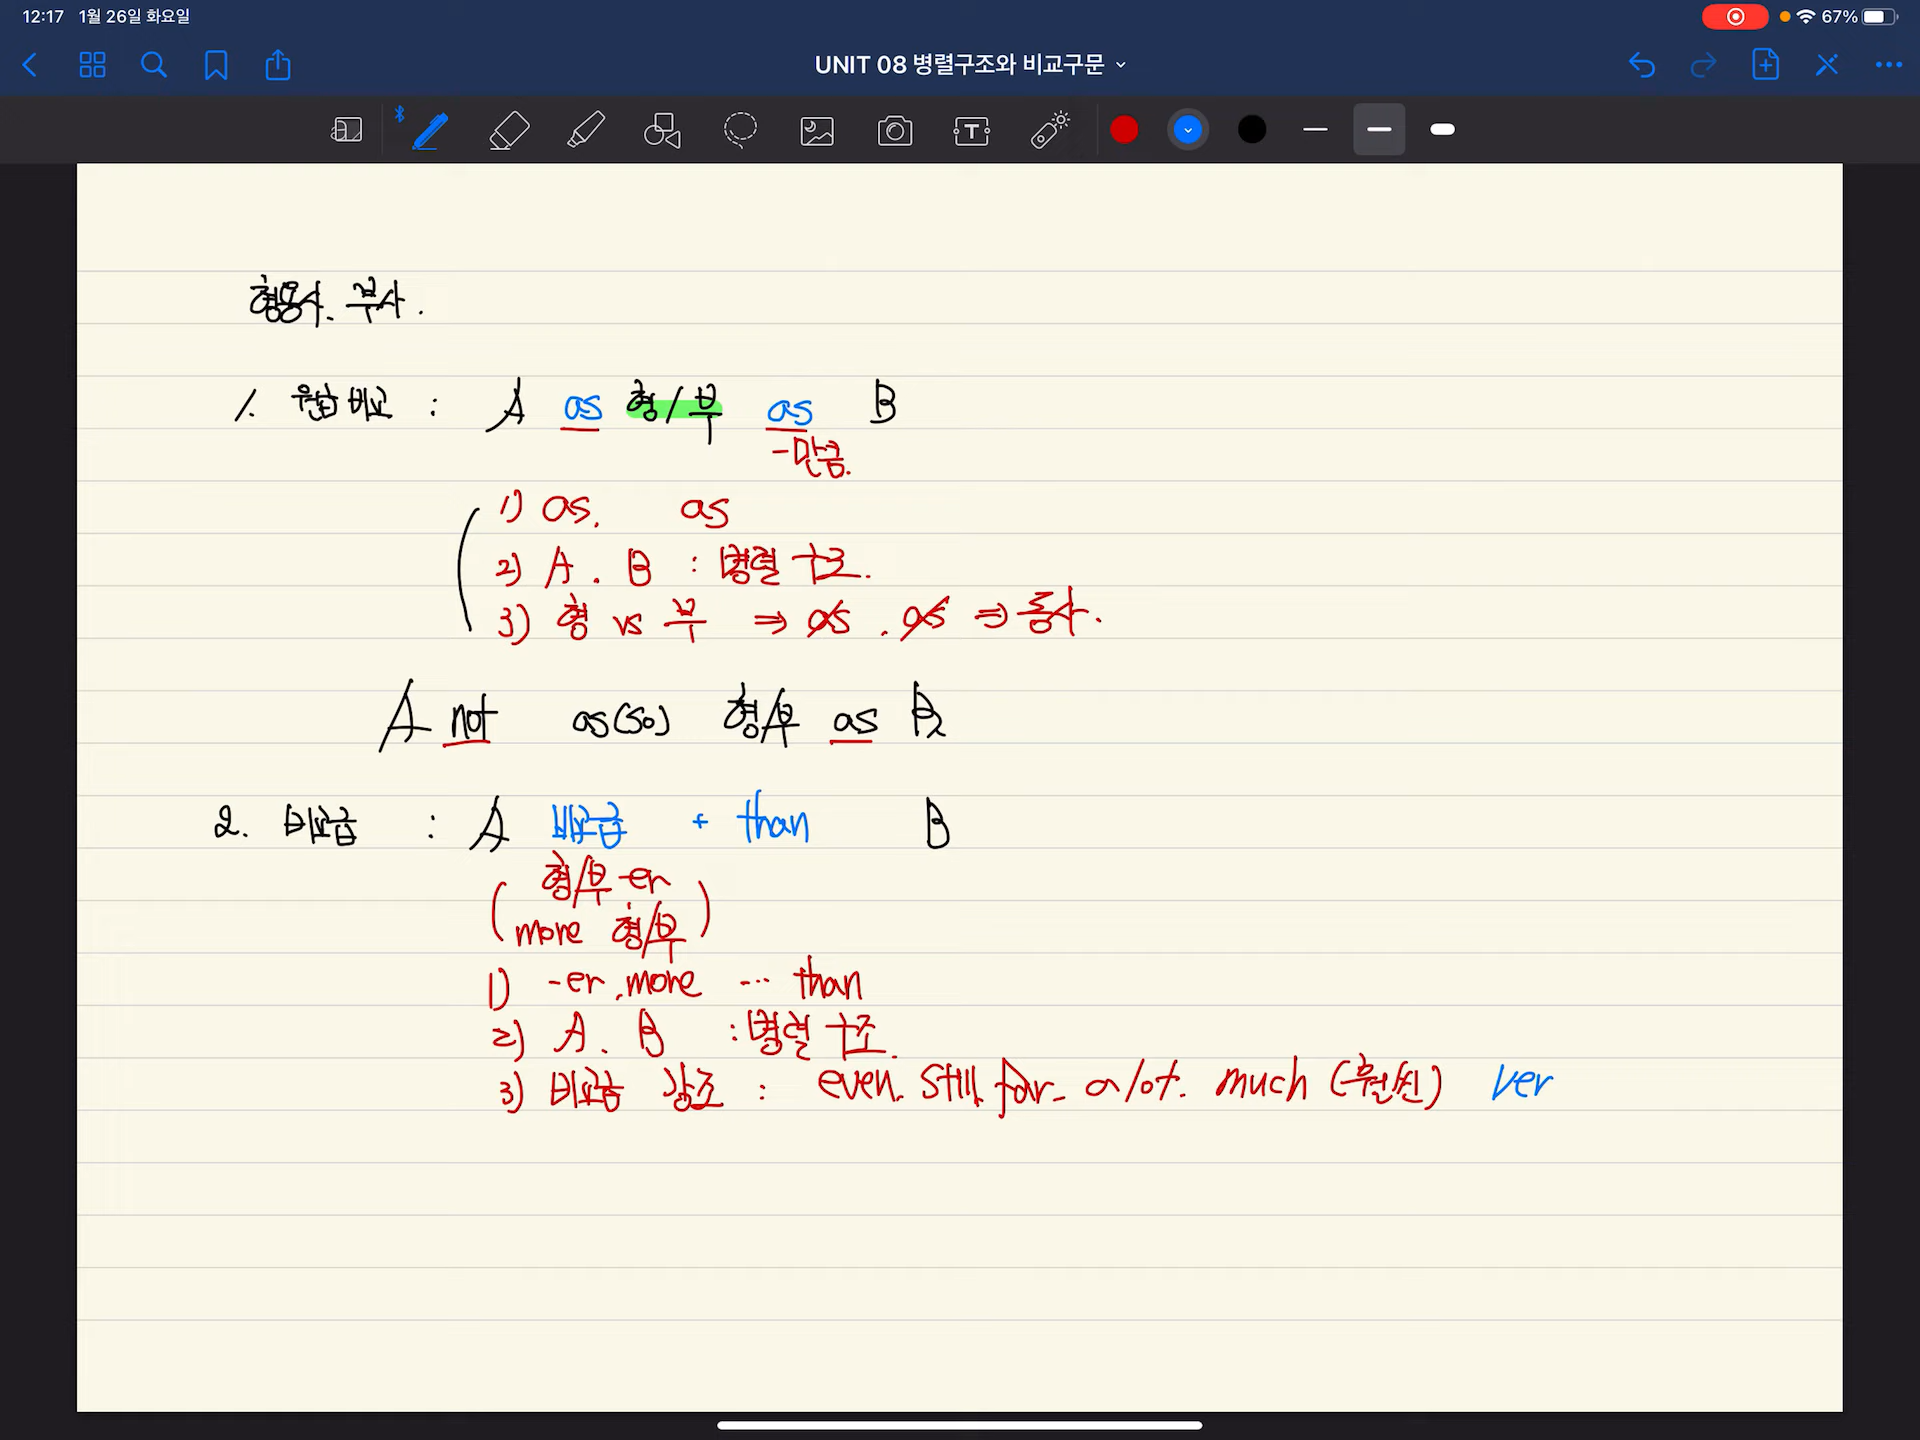 12:17 1월 26일 화요일 67%
UNIT 08 병렬구조와 비교구문
형용사. 부사.
1. 원급 비교 : A as 형/부 as B
-만큼.
1) as. as
2) A. B : 병렬 구조.
3) 형 vs 부 ⇒ as. as ⇒ 동사.
A not as(so) 형/부 as B
2. 비교급 : A 비교급 + than B
형/부-er
( more 형/부 )
1) -er, more ... than
2) A. B : 병렬 구조.
3) 비교급 강조 : even. still. far. a lot. much (훨씬) ver